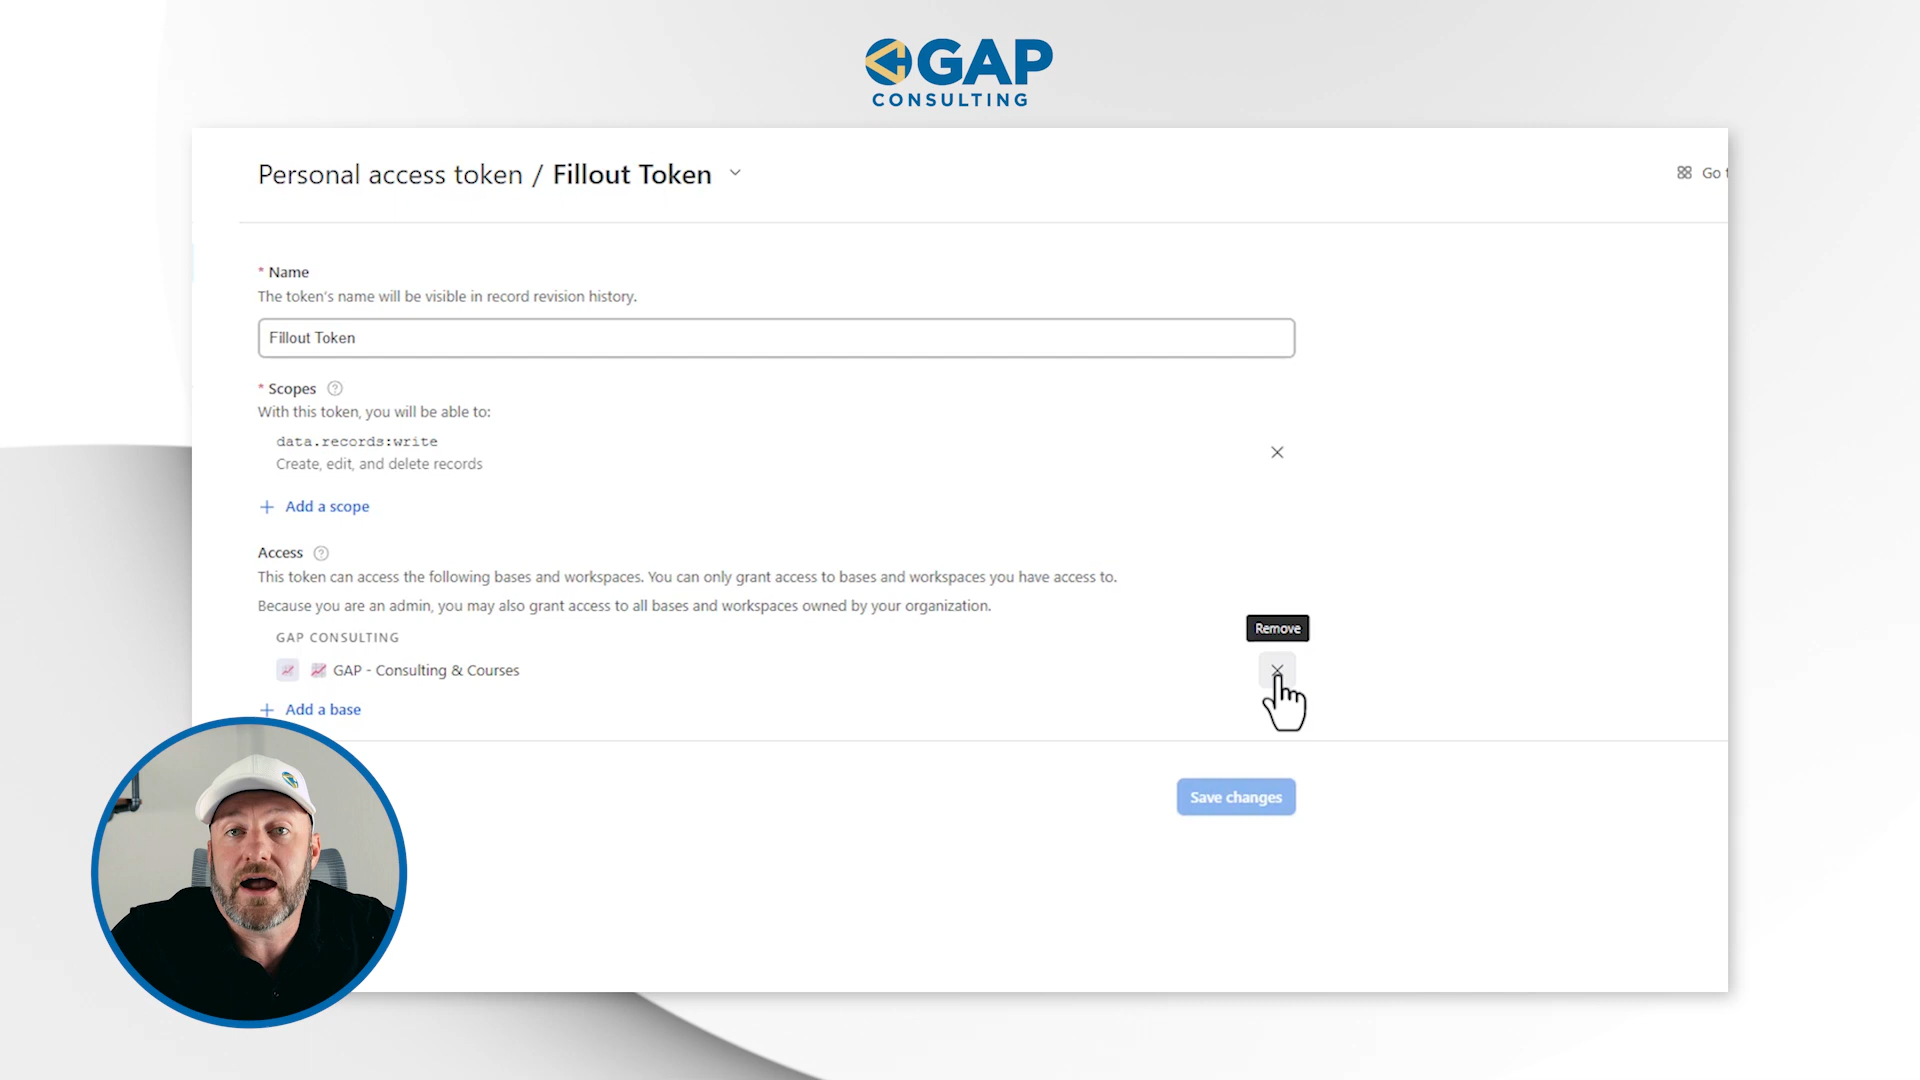 GAP
CONSULTING
Personal access token / Fillout Token
Go t
* Name
The token's name will be visible in record revision history.
Fillout Token
* Scopes ?
With this token, you will be able to:
data.records:write
Create, edit, and delete records
+ Add a scope
Access ?
This token can access the following bases and workspaces. You can only grant access to bases and workspaces you have access to.
Because you are an admin, you may also grant access to all bases and workspaces owned by your organization.
GAP CONSULTING
Remove
GAP - Consulting & Courses
+ Add a base
Save changes